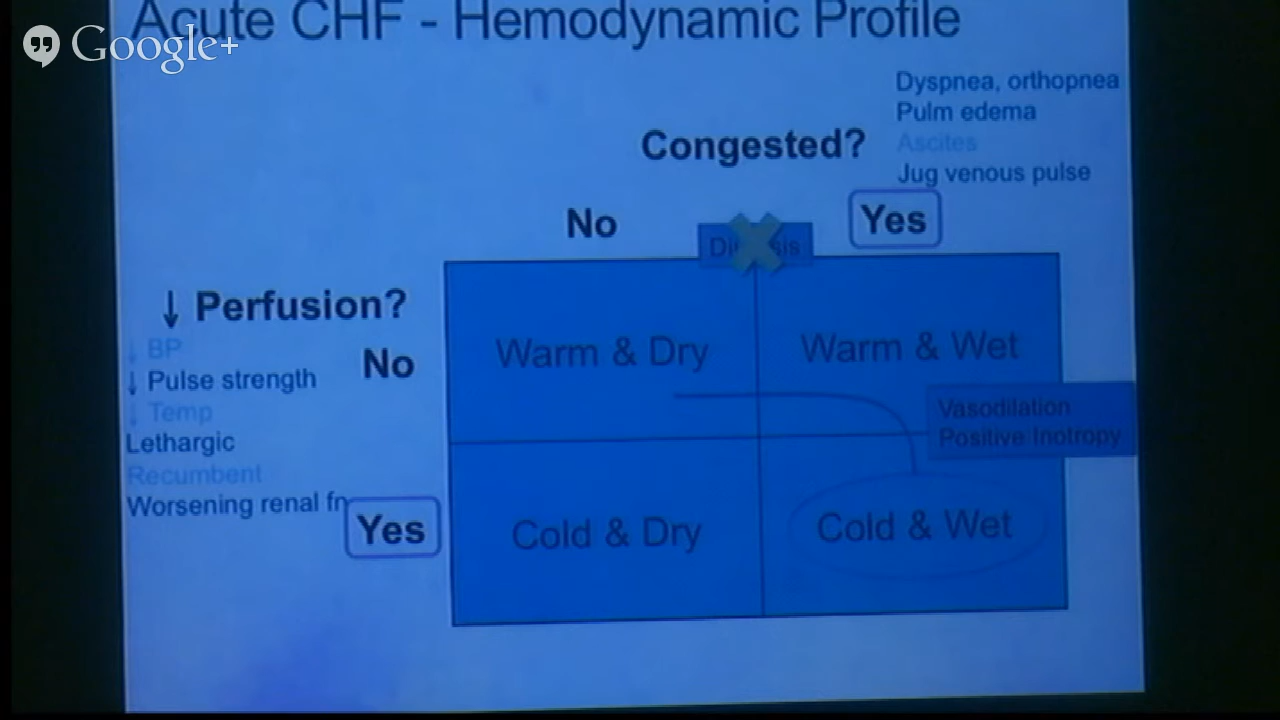 Acute CHF - Hemodynamic Profile
Google+
Dyspnea, orthopnea
Pulm edema
Congested?
Ascites
Jug venous pulse
No
Yes
↓ Perfusion?
↓ BP
No
↓ Pulse strength
↓ Temp
Lethargic
Recumbent
Worsening renal fn
Yes
Warm & Dry
Warm & Wet
Vasodilation
Positive Inotropy
Cold & Dry
Cold & Wet